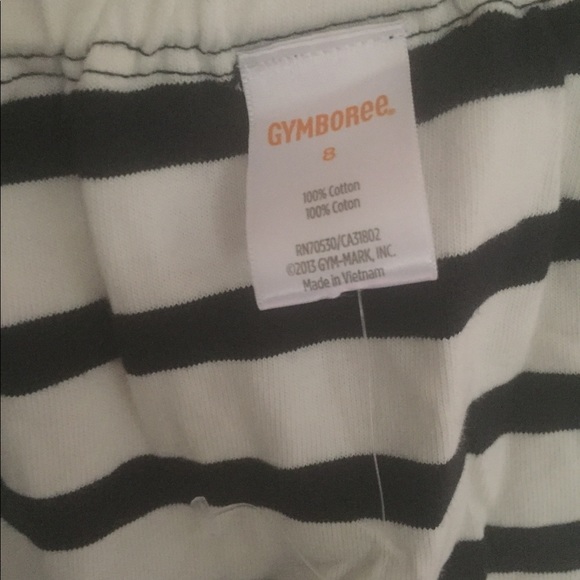 GYMBOREE®
8
100% Cotton
100% Coton
RN70530/CA31802
©2013 GYM-MARK, INC.
Made in Vietnam